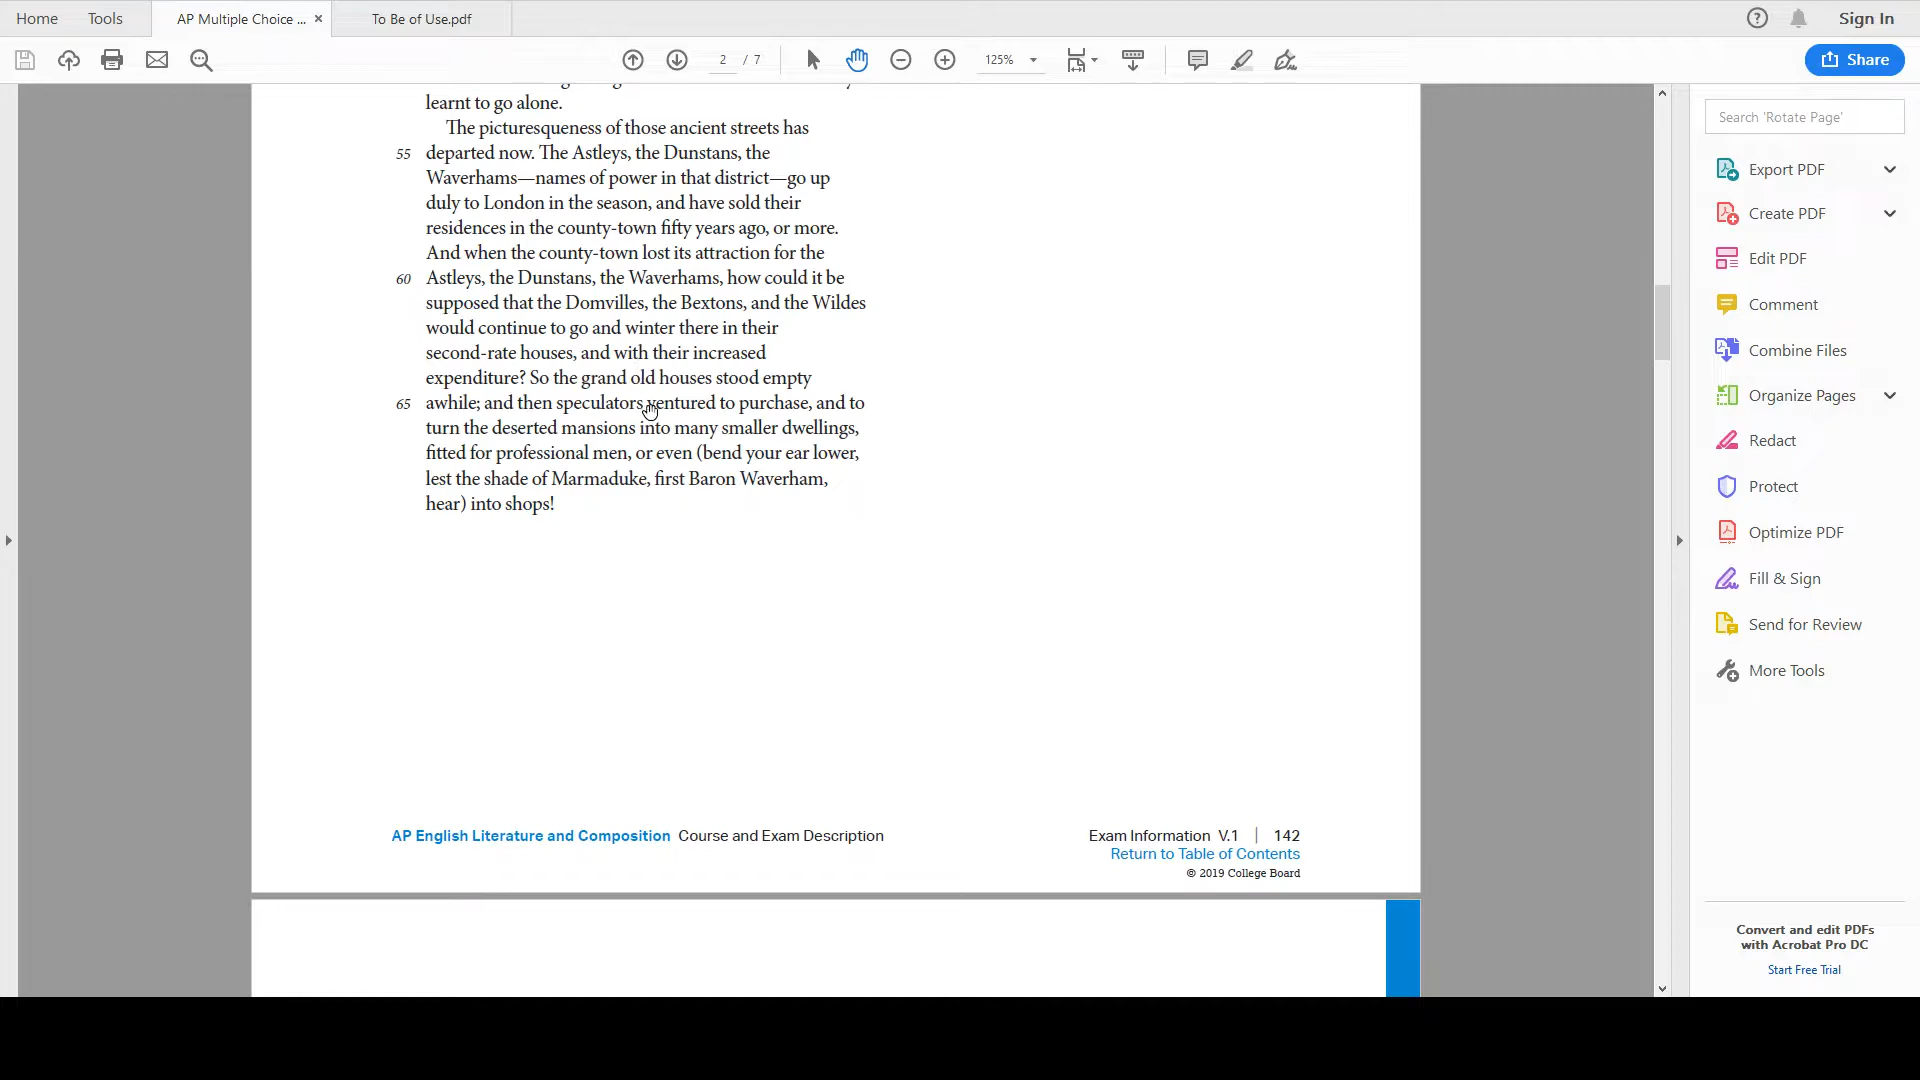 Home Tools AP Multiple Choice ... × To Be of Use.pdf Sign In
2 / 7 125% Share
learnt to go alone.
The picturesqueness of those ancient streets has
55 departed now. The Astleys, the Dunstans, the
Waverhams—names of power in that district—go up
duly to London in the season, and have sold their
residences in the county-town fifty years ago, or more.
And when the county-town lost its attraction for the
60 Astleys, the Dunstans, the Waverhams, how could it be
supposed that the Domvilles, the Bextons, and the Wildes
would continue to go and winter there in their
second-rate houses, and with their increased
expenditure? So the grand old houses stood empty
65 awhile; and then speculators ventured to purchase, and to
turn the deserted mansions into many smaller dwellings,
fitted for professional men, or even (bend your ear lower,
lest the shade of Marmaduke, first Baron Waverham,
hear) into shops!
AP English Literature and Composition Course and Exam Description
Exam Information V.1 | 142
Return to Table of Contents
© 2019 College Board
Search 'Rotate Page'
Export PDF
Create PDF
Edit PDF
Comment
Combine Files
Organize Pages
Redact
Protect
Optimize PDF
Fill & Sign
Send for Review
More Tools
Convert and edit PDFs
with Acrobat Pro DC
Start Free Trial